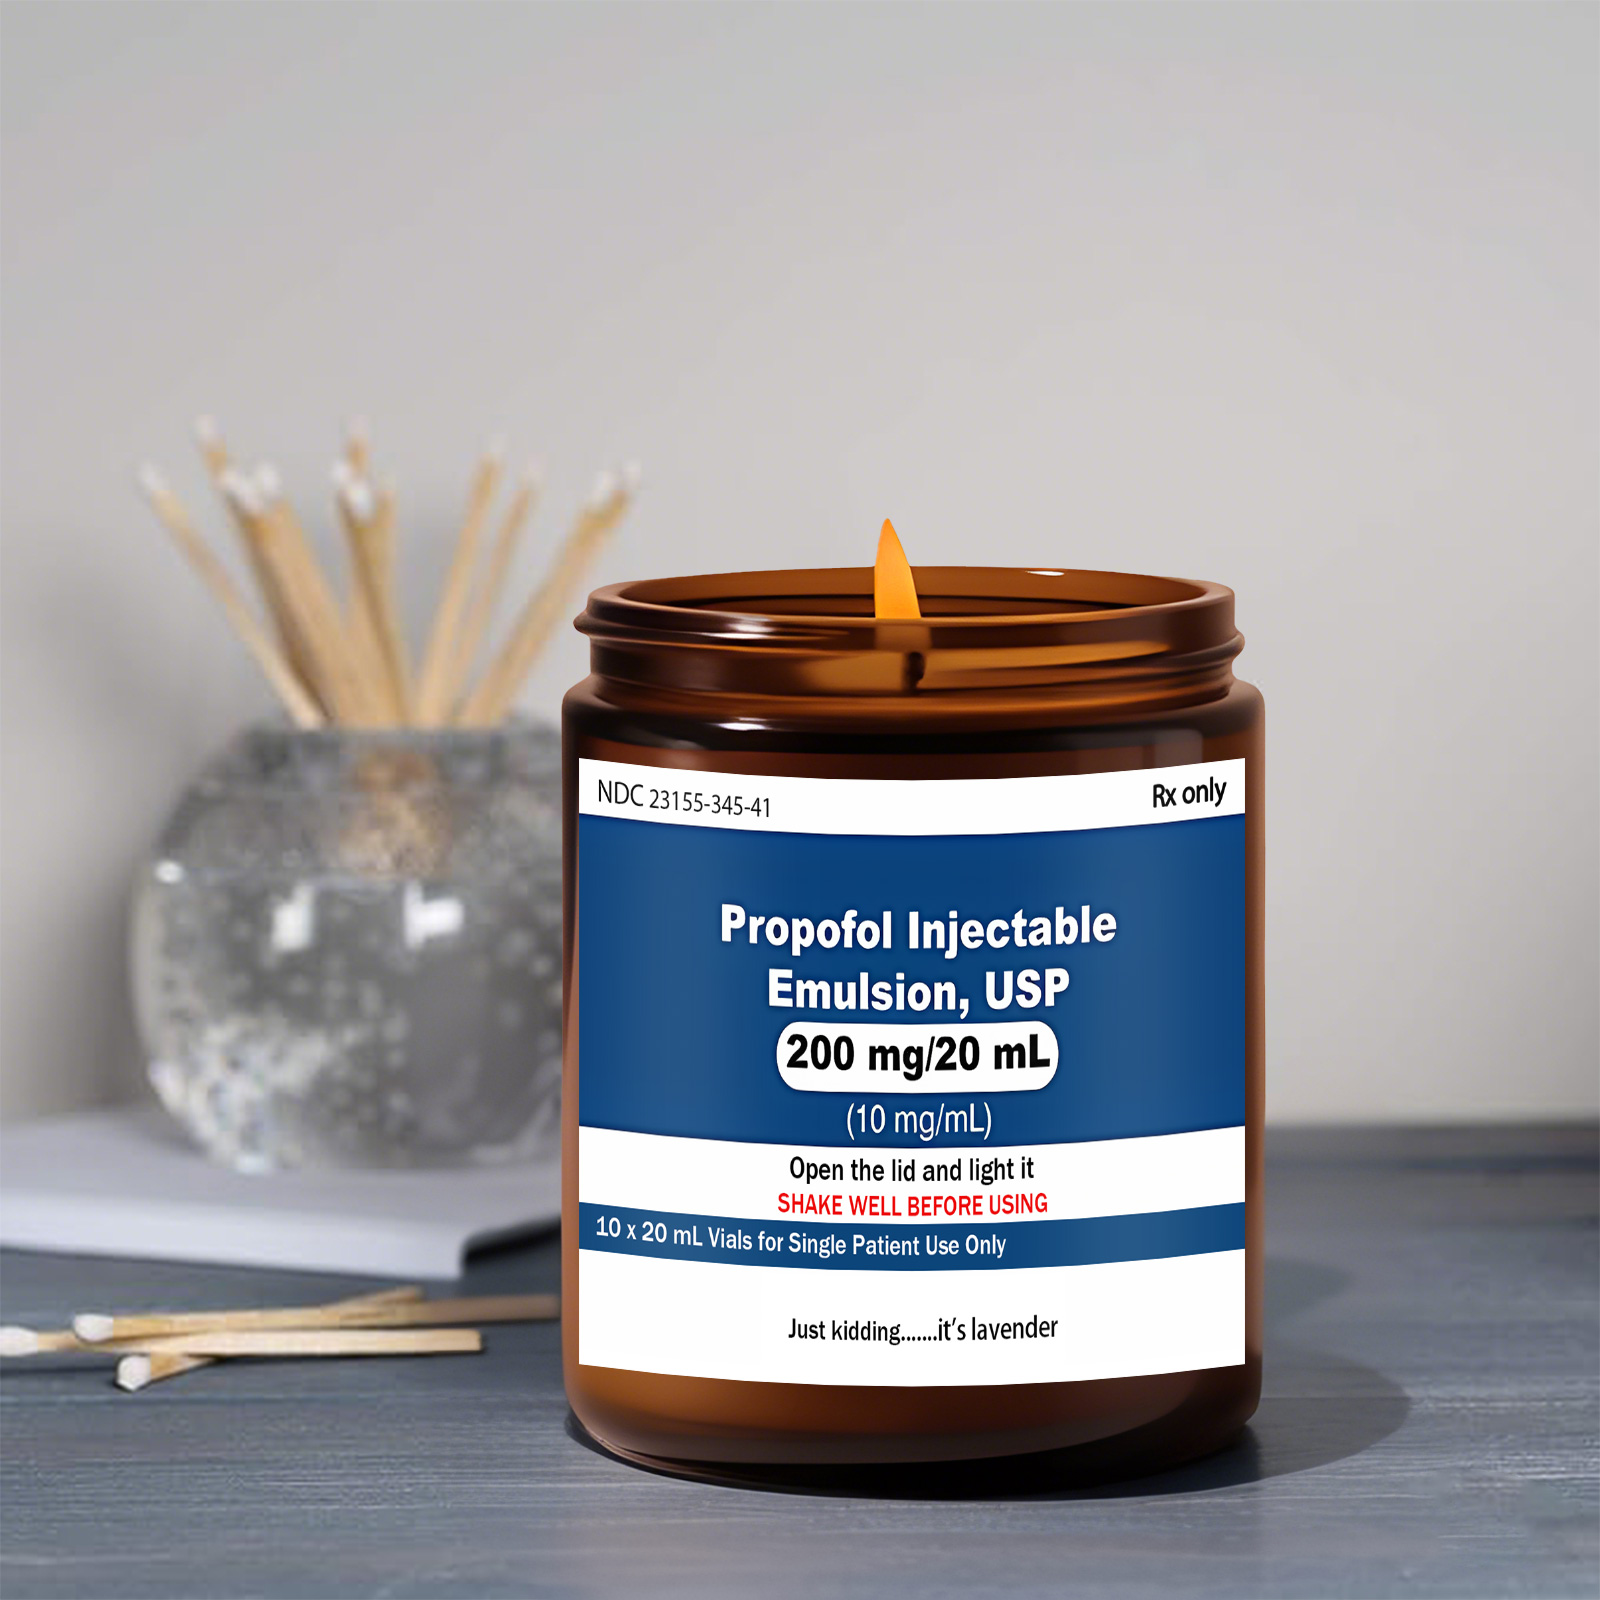 NDC 23155-345-41
Rx only
Propofol Injectable
Emulsion, USP
200 mg/20 mL
(10 mg/mL)
Open the lid and light it
SHAKE WELL BEFORE USING
10 x 20 mL Vials for Single Patient Use Only
Just kidding.......it's lavender